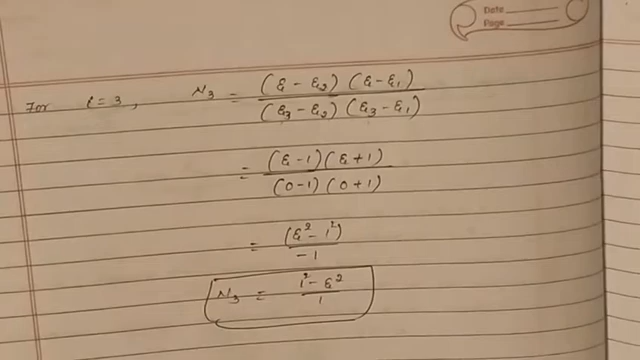 Date
Page
For i = 3, N₃ = (ξ - ξ₂) (ξ - ξ₁) / (ξ₃ - ξ₂) (ξ₃ - ξ₁)
= (ξ - 1) (ξ + 1) / (0 - 1) (0 + 1)
= (ξ² - 1²) / -1
N₃ = 1² - ξ² / 1